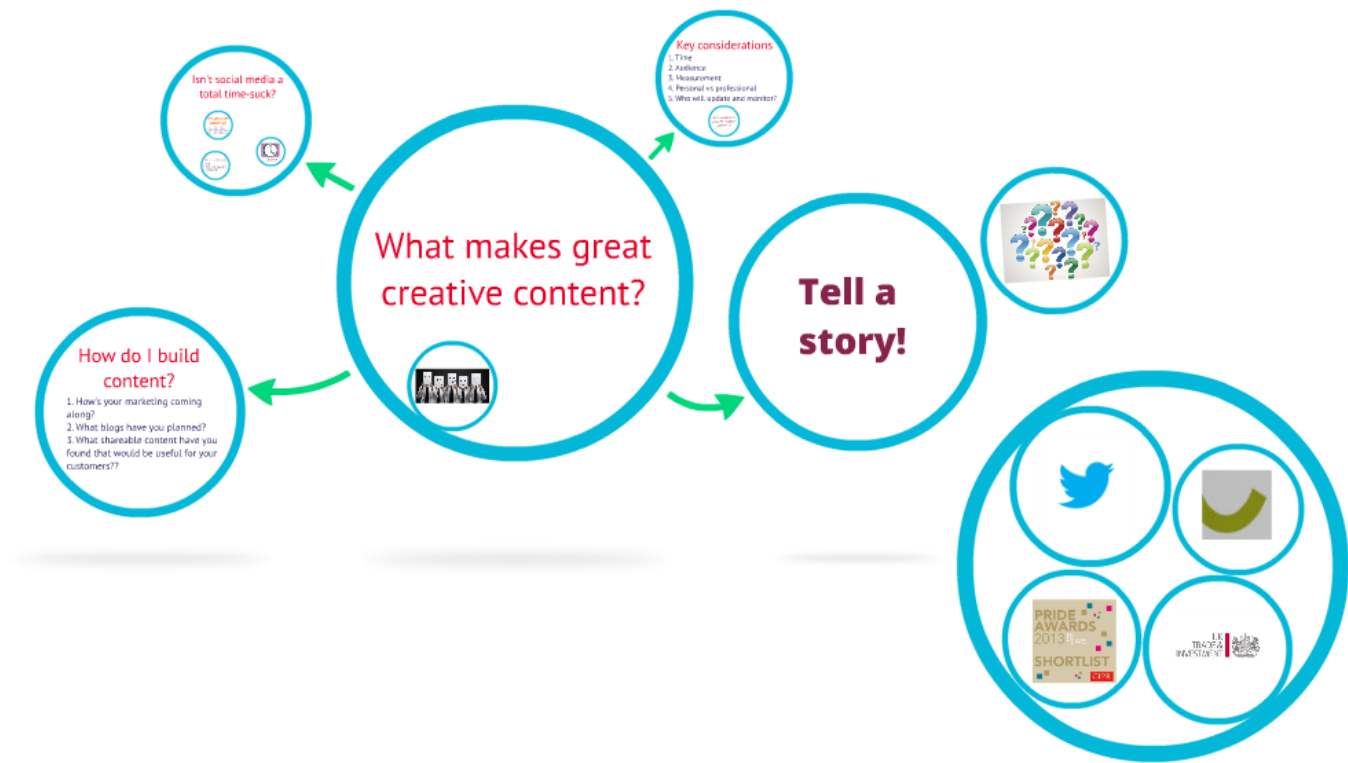 Isn't social media a
total time-suck?
Key considerations
1. Time
2. Audience
3. Measurement
4. Personal vs professional
5. Who will update and monitor?
What makes great
creative content?
Tell a
story!
How do I build
content?
1. How's your marketing coming
along?
2. What blogs have you planned?
3. What shareable content have you
found that would be useful for your
customers??
PRIDE
AWARDS
2013
SHORTLIST
CIPR
UK
TRADE &
INVESTMENT